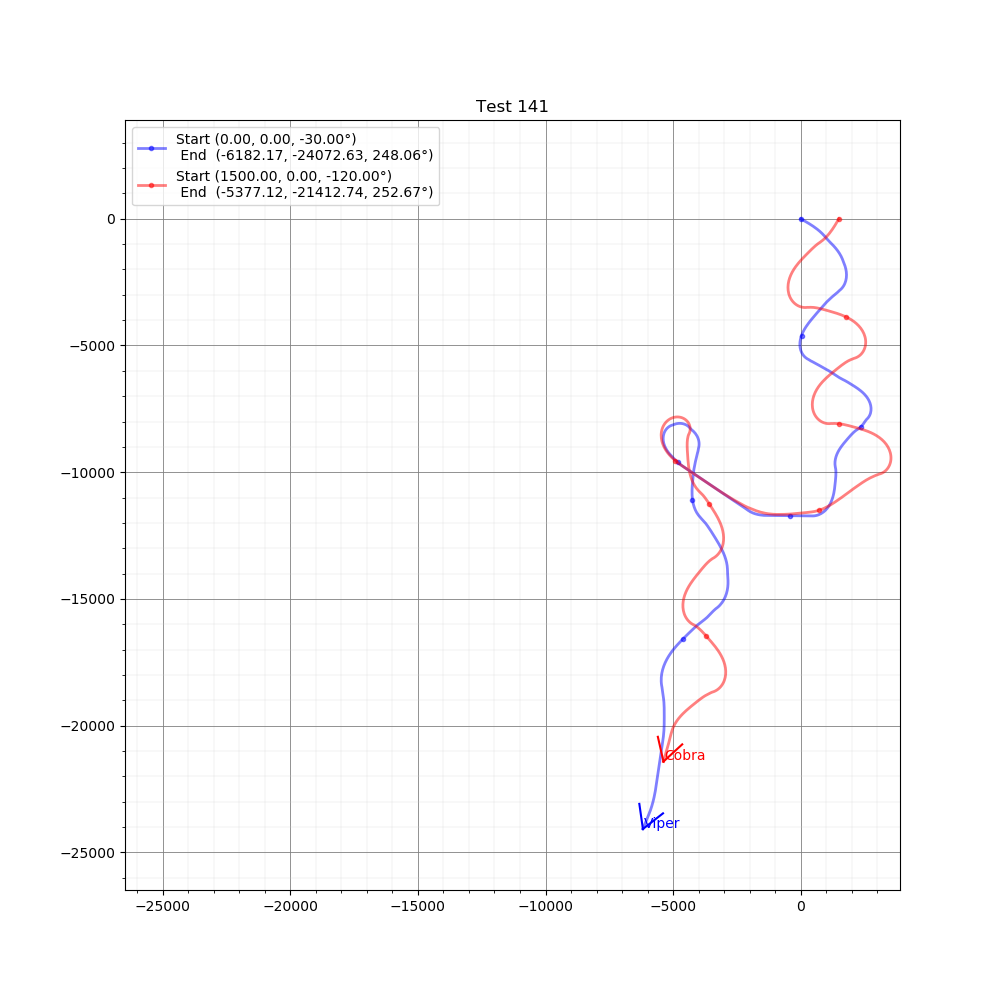 Test 141
Start (0.00, 0.00, -30.00°)
End  (-6182.17, -24072.63, 248.06°)
Start (1500.00, 0.00, -120.00°)
End  (-5377.12, -21412.74, 252.67°)
0
−5000
−10000
−15000
−20000
−25000
Cobra
Viper
−25000 −20000 −15000 −10000 −5000 0